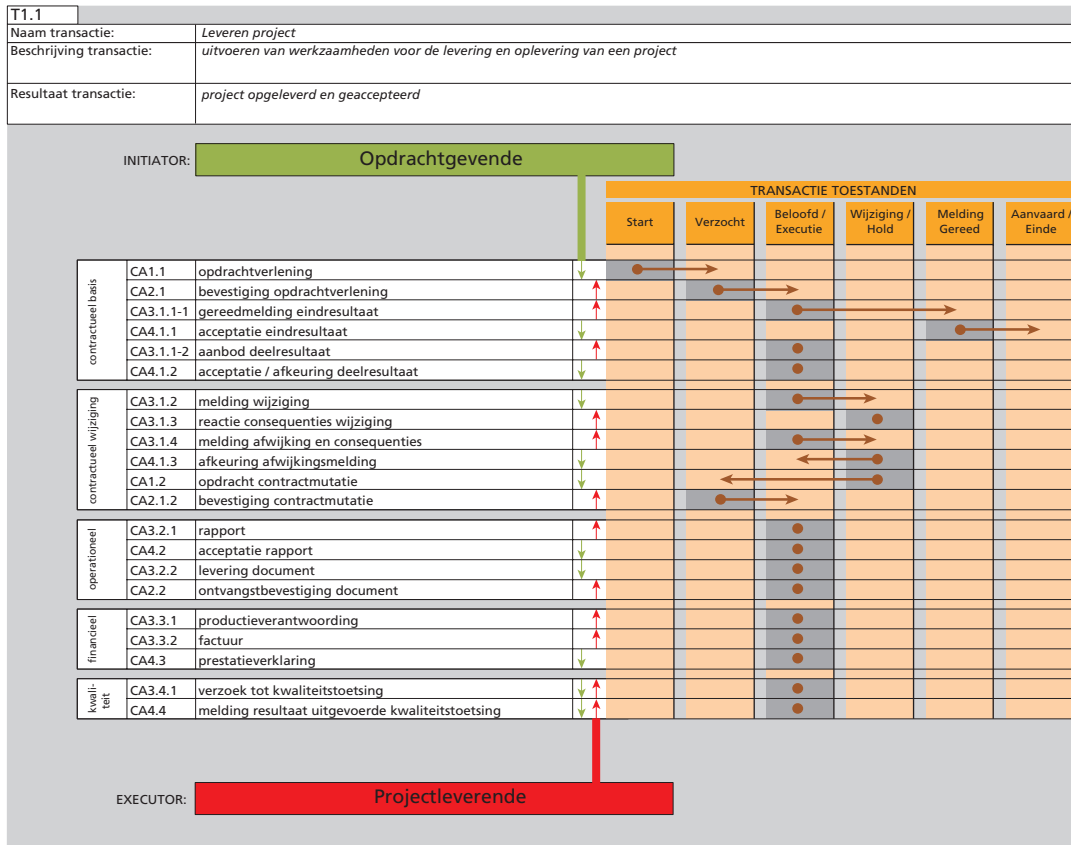 T1.1
Naam transactie: Leveren project
Beschrijving transactie: uitvoeren van werkzaamheden voor de levering en oplevering van een project
Resultaat transactie: project opgeleverd en geaccepteerd
INITIATOR: Opdrachtgevende
TRANSACTIE TOESTANDEN
Start Verzocht Beloofd / Executie Wijziging / Hold Melding Gereed Aanvaard / Einde
contractueel basis
CA1.1 opdrachtverlening
CA2.1 bevestiging opdrachtverlening
CA3.1.1-1 gereedmelding eindresultaat
CA4.1.1 acceptatie eindresultaat
CA3.1.1-2 aanbod deelresultaat
CA4.1.2 acceptatie / afkeuring deelresultaat
contractueel wijziging
CA3.1.2 melding wijziging
CA3.1.3 reactie consequenties wijziging
CA3.1.4 melding afwijking en consequenties
CA4.1.3 afkeuring afwijkingsmelding
CA1.2 opdracht contractmutatie
CA2.1.2 bevestiging contractmutatie
operationeel
CA3.2.1 rapport
CA4.2 acceptatie rapport
CA3.2.2 levering document
CA2.2 ontvangstbevestiging document
financieel
CA3.3.1 productieverantwoording
CA3.3.2 factuur
CA4.3 prestatieverklaring
kwali-
teit
CA3.4.1 verzoek tot kwaliteitstoetsing
CA4.4 melding resultaat uitgevoerde kwaliteitstoetsing
EXECUTOR: Projectleverende